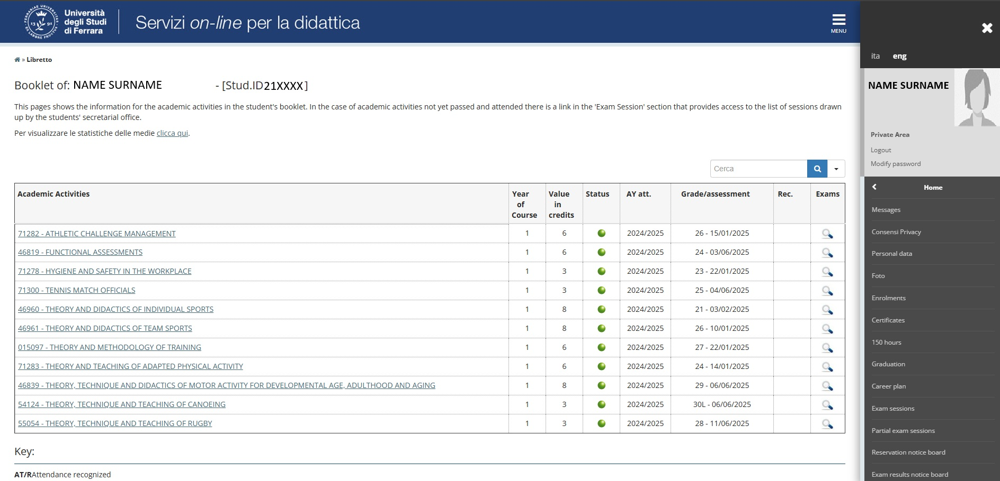 Università
degli Studi
di Ferrara
Servizi on-line per la didattica
MENU
ita eng
NAME SURNAME
Private Area
Logout
Modify password
Home
Messages
Consensi Privacy
Personal data
Foto
Enrolments
Certificates
150 hours
Graduation
Career plan
Exam sessions
Partial exam sessions
Reservation notice board
Exam results notice board
» Libretto
Booklet of: NAME SURNAME - [Stud.ID21XXXX]
This pages shows the information for the academic activities in the student's booklet. In the case of academic activities not yet passed and attended there is a link in the 'Exam Session' section that provides access to the list of sessions drawn
up by the students' secretarial office.
Per visualizzare le statistiche delle medie clicca qui.
Cerca
Academic Activities Year of Course Value in credits Status AY att. Grade/assessment Rec. Exams
71282 - ATHLETIC CHALLENGE MANAGEMENT 1 6 2024/2025 26 - 15/01/2025
46819 - FUNCTIONAL ASSESSMENTS 1 6 2024/2025 24 - 03/06/2025
71278 - HYGIENE AND SAFETY IN THE WORKPLACE 1 3 2024/2025 23 - 22/01/2025
71300 - TENNIS MATCH OFFICIALS 1 3 2024/2025 25 - 04/06/2025
46960 - THEORY AND DIDACTICS OF INDIVIDUAL SPORTS 1 8 2024/2025 21 - 03/02/2025
46961 - THEORY AND DIDACTICS OF TEAM SPORTS 1 8 2024/2025 26 - 10/01/2025
015097 - THEORY AND METHODOLOGY OF TRAINING 1 6 2024/2025 27 - 22/01/2025
71283 - THEORY AND TEACHING OF ADAPTED PHYSICAL ACTIVITY 1 6 2024/2025 24 - 14/01/2025
46839 - THEORY, TECHNIQUE AND DIDACTICS OF MOTOR ACTIVITY FOR DEVELOPMENTAL AGE, ADULTHOOD AND AGING 1 8 2024/2025 29 - 06/06/2025
54124 - THEORY, TECHNIQUE AND TEACHING OF CANOEING 1 3 2024/2025 30L - 06/06/2025
55054 - THEORY, TECHNIQUE AND TEACHING OF RUGBY 1 3 2024/2025 28 - 11/06/2025
Key:
AT/RAttendance recognized